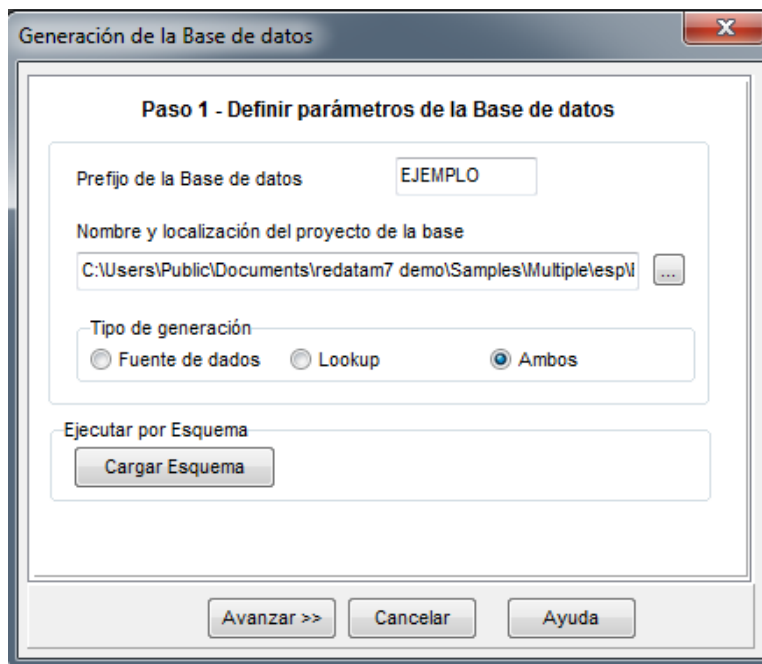 Generación de la Base de datos
Paso 1 - Definir parámetros de la Base de datos
Prefijo de la Base de datos EJEMPLO
Nombre y localización del proyecto de la base
C:\Users\Public\Documents\redatam7 demo\Samples\Multiple\esp\ ...
Tipo de generación
Fuente de dados Lookup Ambos
Ejecutar por Esquema
Cargar Esquema
Avanzar >> Cancelar Ayuda